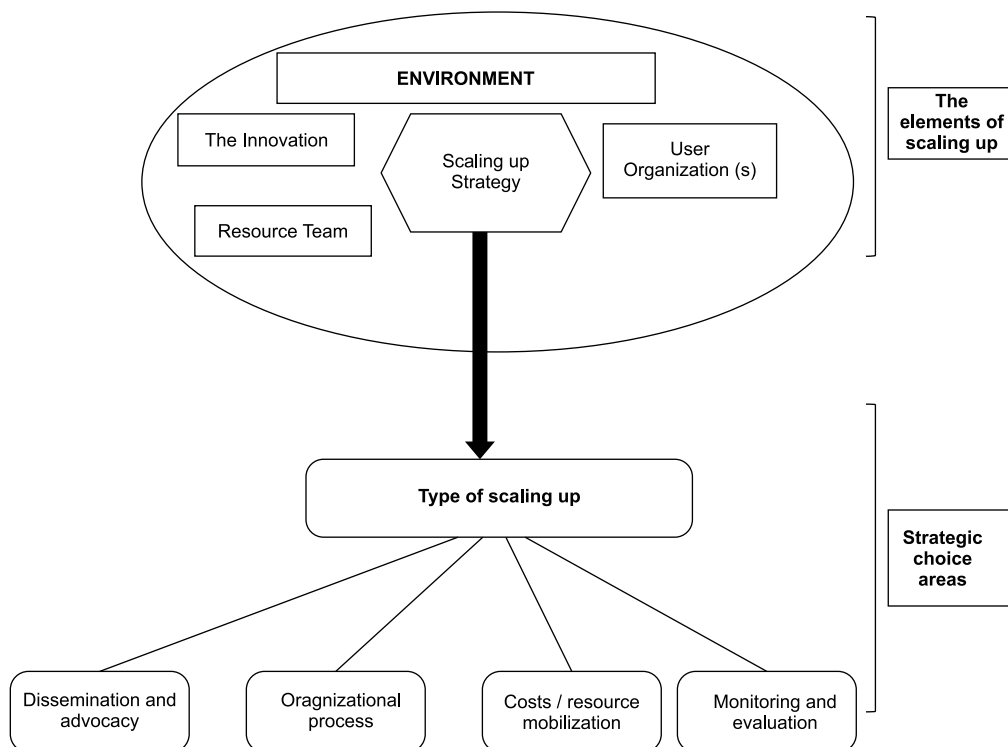 ENVIRONMENT
The Innovation
Scaling up
Strategy
User
Organization (s)
Resource Team
The
elements of
scaling up
Type of scaling up
Strategic
choice
areas
Dissemination and
advocacy
Oragnizational
process
Costs / resource
mobilization
Monitoring and
evaluation